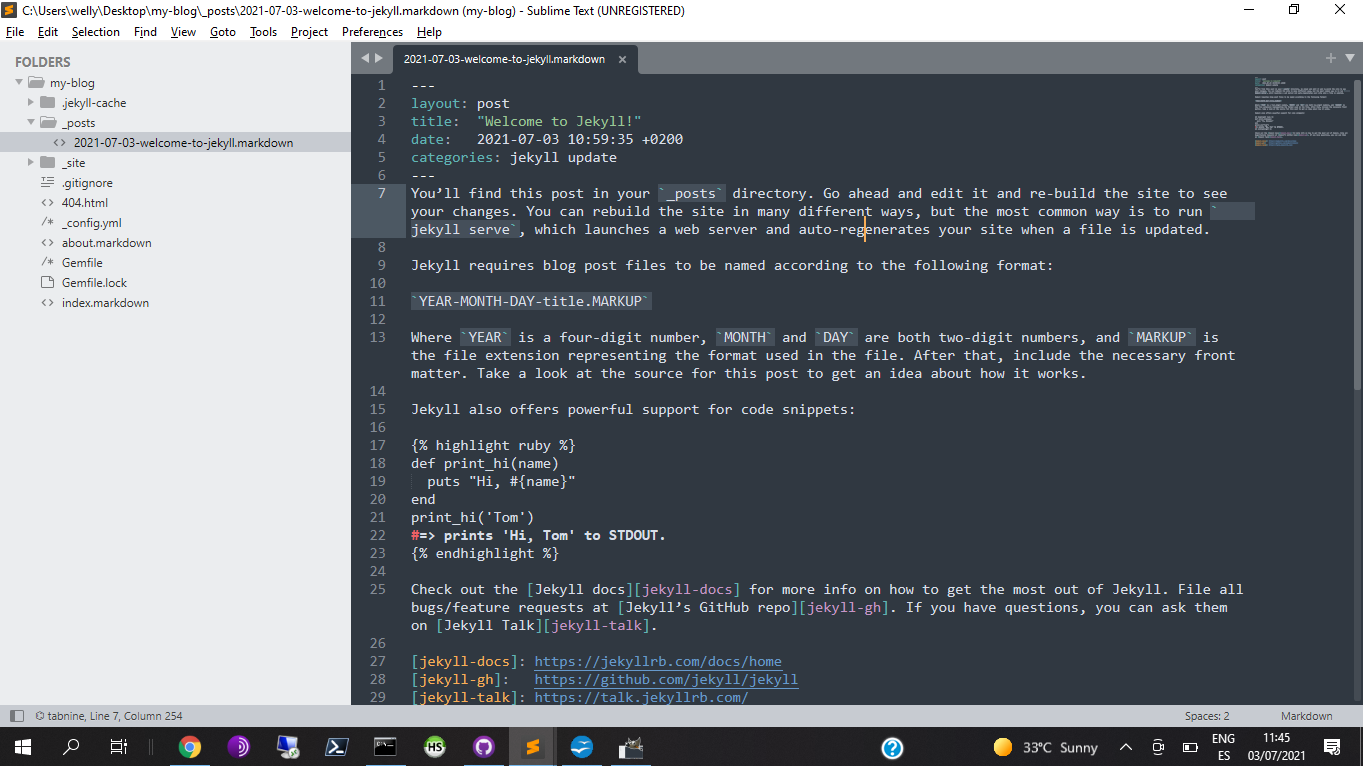 C:\Users\welly\Desktop\my-blog\_posts\2021-07-03-welcome-to-jekyll.markdown (my-blog) - Sublime Text (UNREGISTERED)
File Edit Selection Find View Goto Tools Project Preferences Help
FOLDERS
my-blog
.jekyll-cache
_posts
2021-07-03-welcome-to-jekyll.markdown
_site
.gitignore
404.html
_config.yml
about.markdown
Gemfile
Gemfile.lock
index.markdown
2021-07-03-welcome-to-jekyll.markdown
1 ---
2 layout: post
3 title:  "Welcome to Jekyll!"
4 date:   2021-07-03 10:59:35 +0200
5 categories: jekyll update
6 ---
7 You’ll find this post in your `_posts` directory. Go ahead and edit it and re-build the site to see
your changes. You can rebuild the site in many different ways, but the most common way is to run `
jekyll serve`, which launches a web server and auto-regenerates your site when a file is updated.
8
9 Jekyll requires blog post files to be named according to the following format:
10
11 `YEAR-MONTH-DAY-title.MARKUP`
12
13 Where `YEAR` is a four-digit number, `MONTH` and `DAY` are both two-digit numbers, and `MARKUP` is
the file extension representing the format used in the file. After that, include the necessary front
matter. Take a look at the source for this post to get an idea about how it works.
14
15 Jekyll also offers powerful support for code snippets:
16
17 {% highlight ruby %}
18 def print_hi(name)
19   puts "Hi, #{name}"
20 end
21 print_hi('Tom')
22 #=> prints 'Hi, Tom' to STDOUT.
23 {% endhighlight %}
24
25 Check out the [Jekyll docs][jekyll-docs] for more info on how to get the most out of Jekyll. File all
bugs/feature requests at [Jekyll’s GitHub repo][jekyll-gh]. If you have questions, you can ask them
on [Jekyll Talk][jekyll-talk].
26
27 [jekyll-docs]: https://jekyllrb.com/docs/home
28 [jekyll-gh]:   https://github.com/jekyll/jekyll
29 [jekyll-talk]: https://talk.jekyllrb.com/
tabnine, Line 7, Column 254
Spaces: 2
Markdown
HS
33°C Sunny
ENG
ES
11:45
03/07/2021